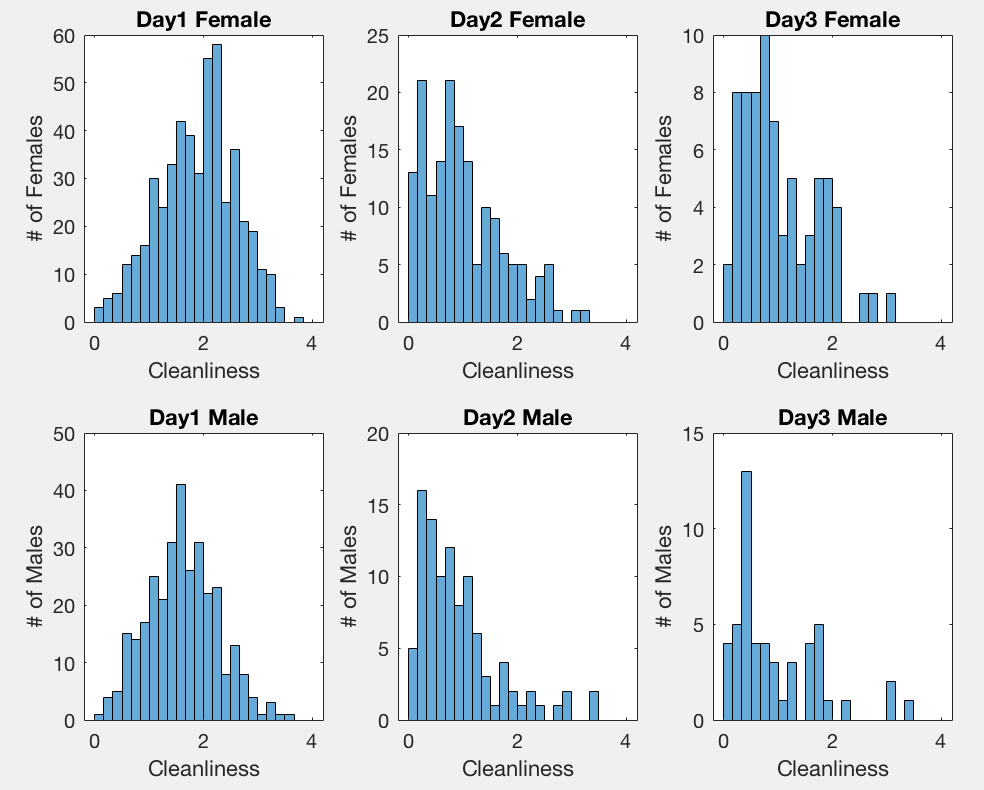 Day1 Female
Day2 Female
Day3 Female
60
50
40
30
20
10
0
# of Females
0 2 4
Cleanliness
25
20
15
10
5
0
# of Females
0 2 4
Cleanliness
10
8
6
4
2
0
# of Females
0 2 4
Cleanliness
Day1 Male
Day2 Male
Day3 Male
50
40
30
20
10
0
# of Males
0 2 4
Cleanliness
20
15
10
5
0
# of Males
0 2 4
Cleanliness
15
10
5
0
# of Males
0 2 4
Cleanliness